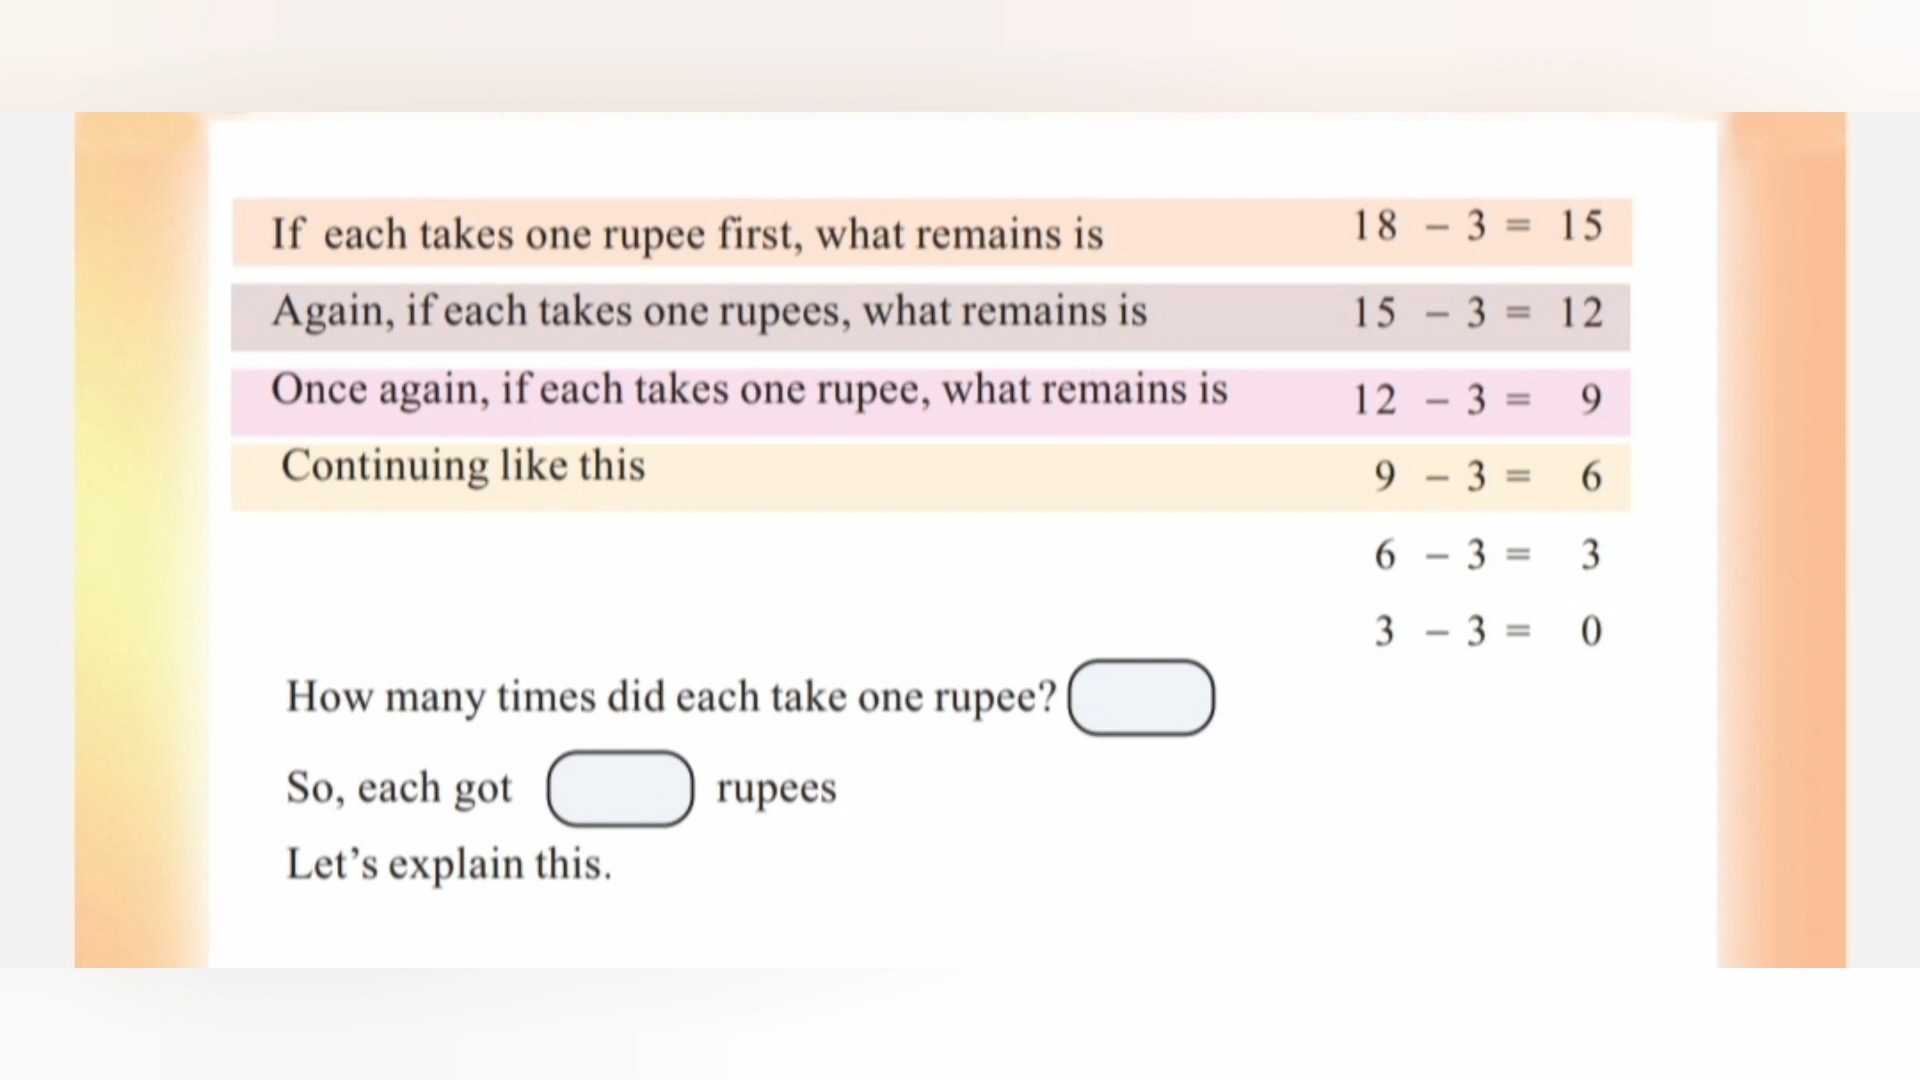 If each takes one rupee first, what remains is 18 – 3 = 15
Again, if each takes one rupees, what remains is 15 – 3 = 12
Once again, if each takes one rupee, what remains is 12 – 3 = 9
Continuing like this 9 – 3 = 6
6 – 3 = 3
3 – 3 = 0
How many times did each take one rupee?
So, each got rupees
Let’s explain this.